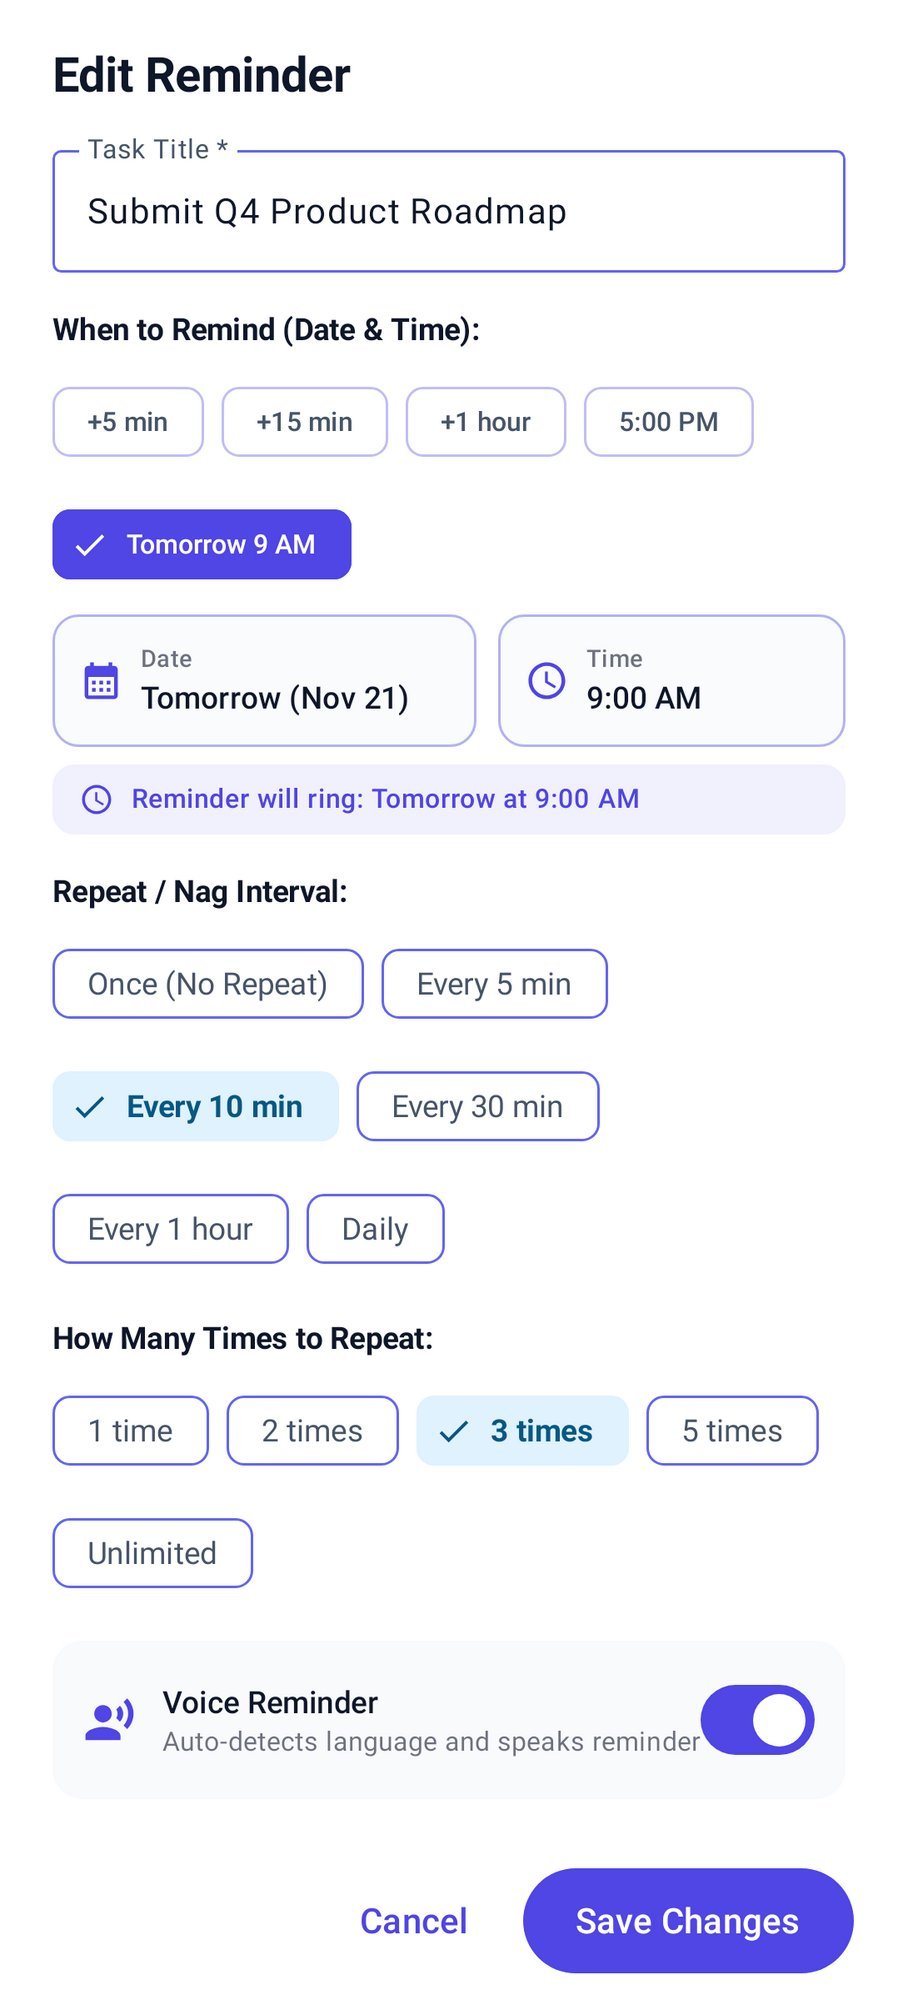 Edit Reminder
Task Title *
Submit Q4 Product Roadmap
When to Remind (Date & Time):
+5 min
+15 min
+1 hour
5:00 PM
Tomorrow 9 AM
Date
Tomorrow (Nov 21)
Time
9:00 AM
Reminder will ring: Tomorrow at 9:00 AM
Repeat / Nag Interval:
Once (No Repeat)
Every 5 min
Every 10 min
Every 30 min
Every 1 hour
Daily
How Many Times to Repeat:
1 time
2 times
3 times
5 times
Unlimited
Voice Reminder
Auto-detects language and speaks reminder
Cancel
Save Changes